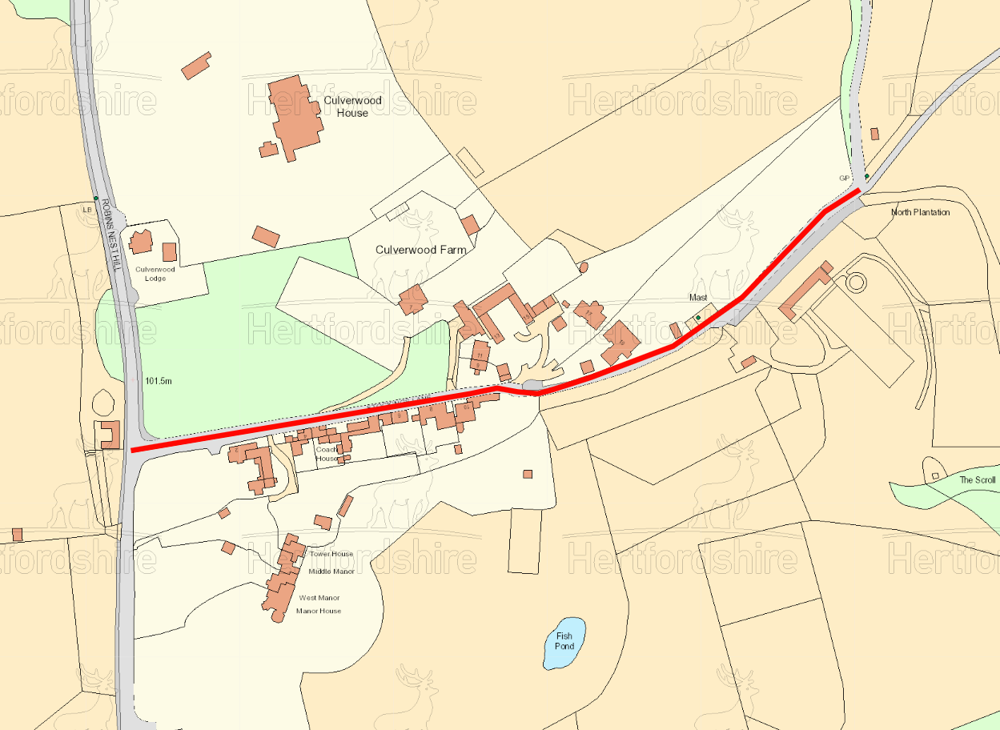 Hertfordshire
Culverwood
House
GP
LB
ROBINS NEST HILL
North Plantation
Culverwood Farm
Culverwood
Lodge
Mast
101.5m
Coach
House
The Scroll
Tower House
Middle Manor
West Manor
Manor House
Fish
Pond